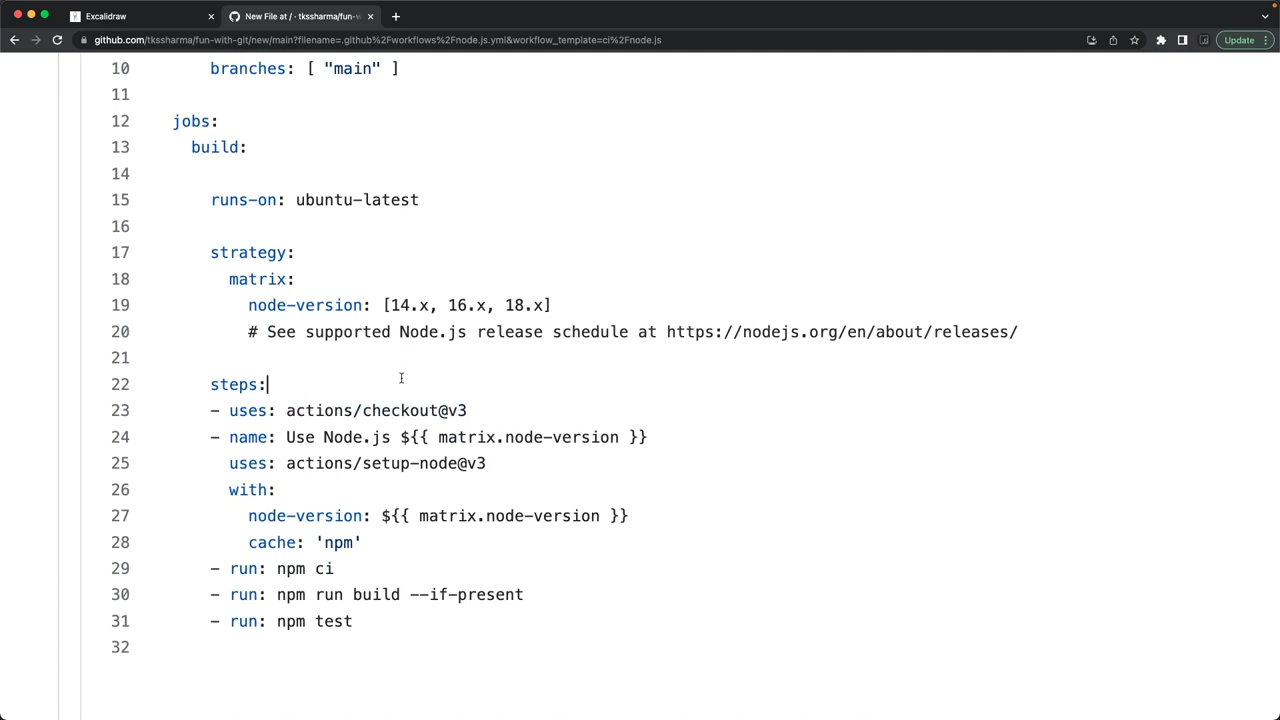 Excalidraw
New File at / · tkssharma/fun-w
github.com/tkssharma/fun-with-git/new/main?filename=.github%2Fworkflows%2Fnode.js.yml&workflow_template=ci%2Fnode.js
Update
10 branches: [ "main" ]
11
12 jobs:
13 build:
14
15 runs-on: ubuntu-latest
16
17 strategy:
18 matrix:
19 node-version: [14.x, 16.x, 18.x]
20 # See supported Node.js release schedule at https://nodejs.org/en/about/releases/
21
22 steps:
23 - uses: actions/checkout@v3
24 - name: Use Node.js ${{ matrix.node-version }}
25 uses: actions/setup-node@v3
26 with:
27 node-version: ${{ matrix.node-version }}
28 cache: 'npm'
29 - run: npm ci
30 - run: npm run build --if-present
31 - run: npm test
32